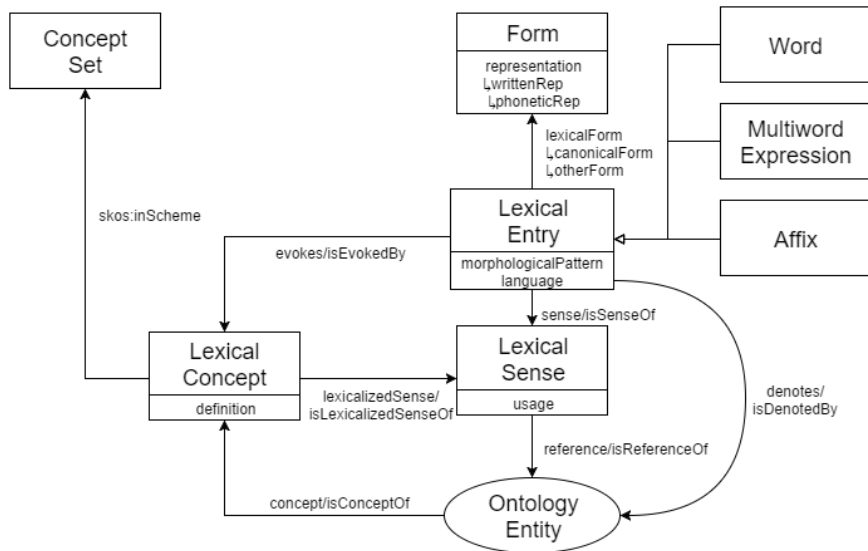 Concept
Set
Form
representation
↳writtenRep
↳phoneticRep
Word
lexicalForm
↳canonicalForm
↳otherForm
Multiword
Expression
skos:inScheme
Lexical
Entry
morphologicalPattern
language
Affix
evokes/isEvokedBy
sense/isSenseOf
Lexical
Concept
definition
lexicalizedSense/
isLexicalizedSenseOf
Lexical
Sense
usage
denotes/
isDenotedBy
reference/isReferenceOf
concept/isConceptOf
Ontology
Entity